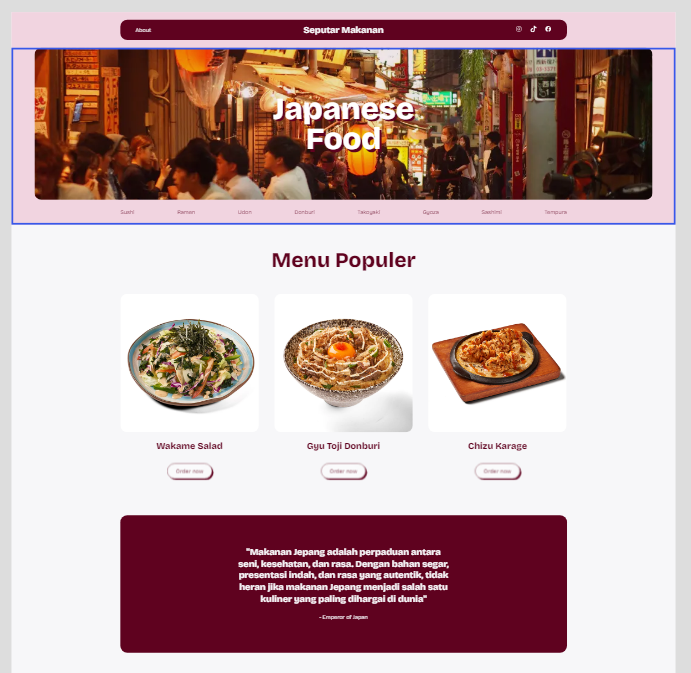 About
Seputar Makanan
Japanese
Food
Sushi
Ramen
Udon
Donburi
Takoyaki
Gyoza
Sashimi
Tempura
Menu Populer
Wakame Salad
Gyu Toji Donburi
Chizu Karage
Order now
Order now
Order now
"Makanan Jepang adalah perpaduan antara
seni, kesehatan, dan rasa. Dengan bahan segar,
presentasi indah, dan rasa yang autentik, tidak
heran jika makanan Jepang menjadi salah satu
kuliner yang paling dihargai di dunia"
- Emperor of Japan